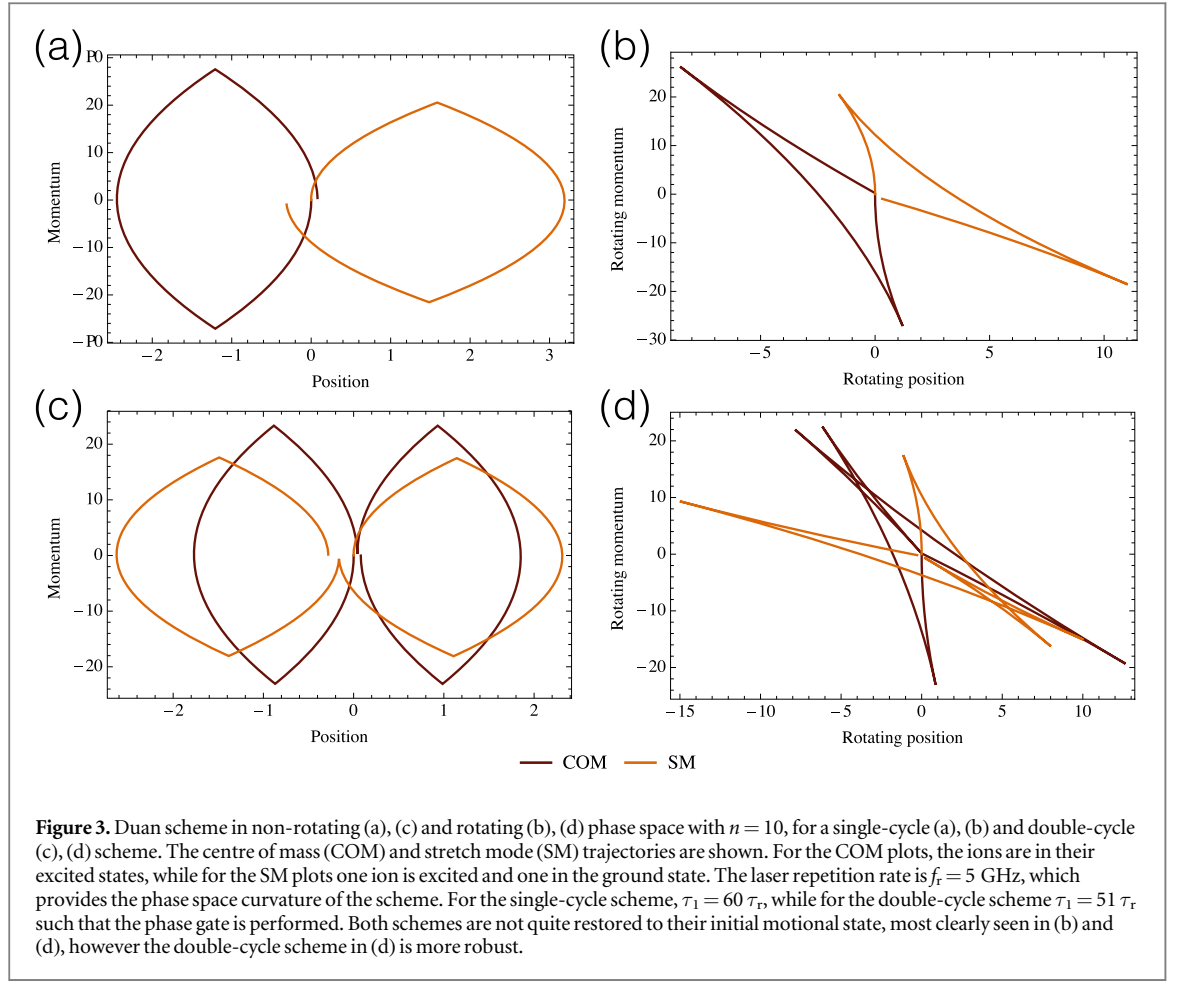 (a)
(b)
P0
20
10
0
−10
−20
−P0
Momentum
−2
−1
0
1
2
3
Position
20
10
0
−10
−20
−30
Rotating momentum
−5
0
5
10
Rotating position
(c)
(d)
20
10
0
−10
−20
Momentum
−2
−1
0
1
2
Position
20
10
0
−10
−20
Rotating momentum
−15
−10
−5
0
5
10
Rotating position
COM SM
Figure 3. Duan scheme in non-rotating (a), (c) and rotating (b), (d) phase space with n = 10, for a single-cycle (a), (b) and double-cycle
(c), (d) scheme. The centre of mass (COM) and stretch mode (SM) trajectories are shown. For the COM plots, the ions are in their
excited states, while for the SM plots one ion is excited and one in the ground state. The laser repetition rate is fr = 5 GHz, which
provides the phase space curvature of the scheme. For the single-cycle scheme, τ1 = 60 τr, while for the double-cycle scheme τ1 = 51 τr
such that the phase gate is performed. Both schemes are not quite restored to their initial motional state, most clearly seen in (b) and
(d), however the double-cycle scheme in (d) is more robust.